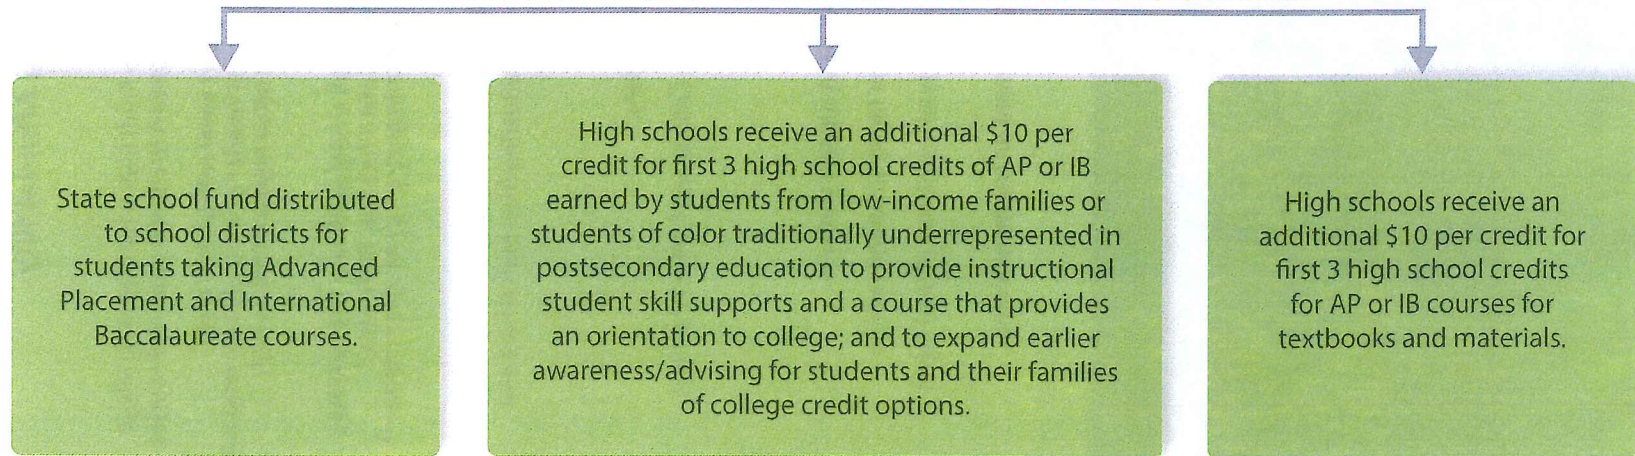 State school fund distributed
to school districts for
students taking Advanced
Placement and International
Baccalaureate courses.
High schools receive an additional $10 per
credit for first 3 high school credits of AP or IB
earned by students from low-income families or
students of color traditionally underrepresented in
postsecondary education to provide instructional
student skill supports and a course that provides
an orientation to college; and to expand earlier
awareness/advising for students and their families
of college credit options.
High schools receive an
additional $10 per credit for
first 3 high school credits
for AP or IB courses for
textbooks and materials.